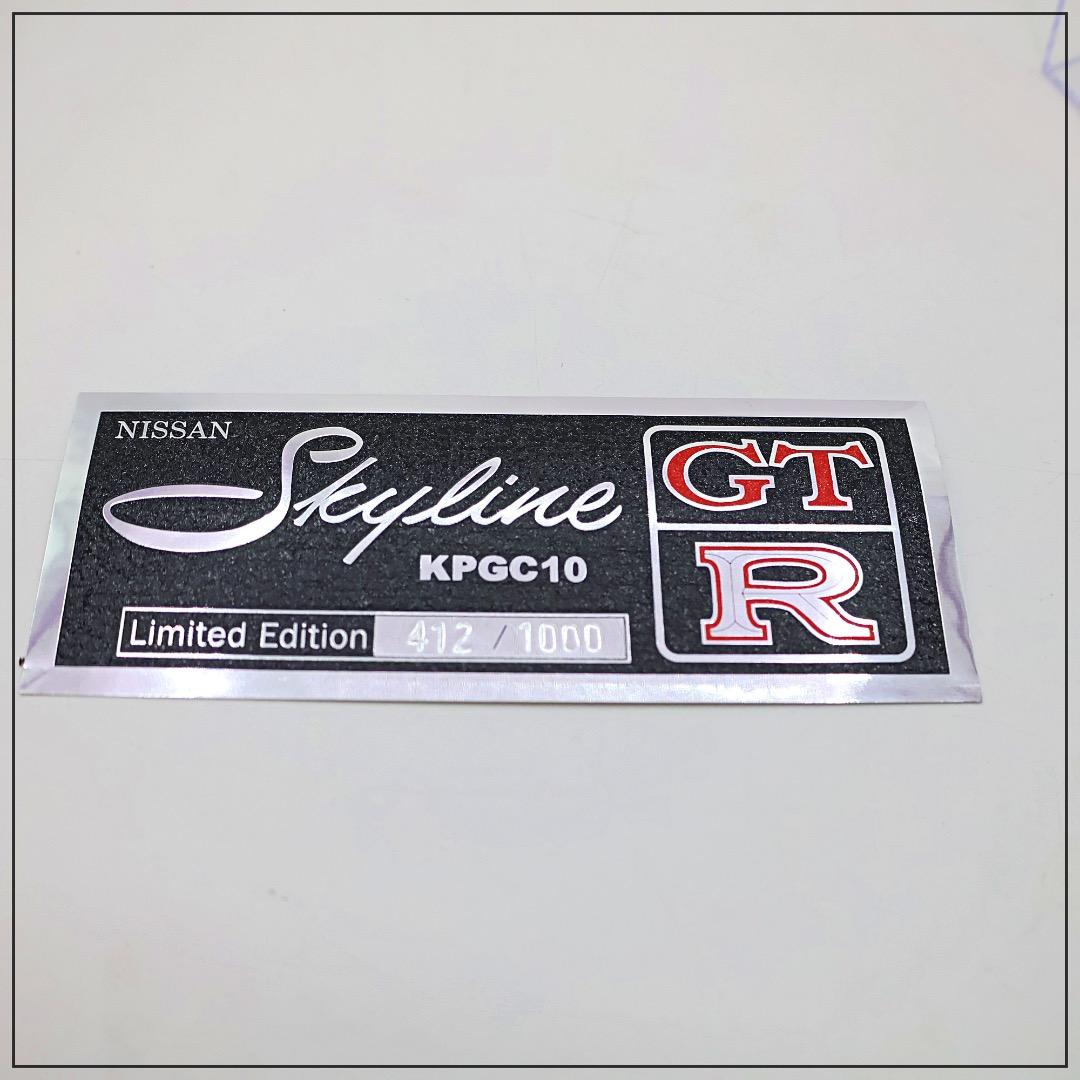 NISSAN
Skyline
KPGC10
Limited Edition 412 / 1000
GT
R